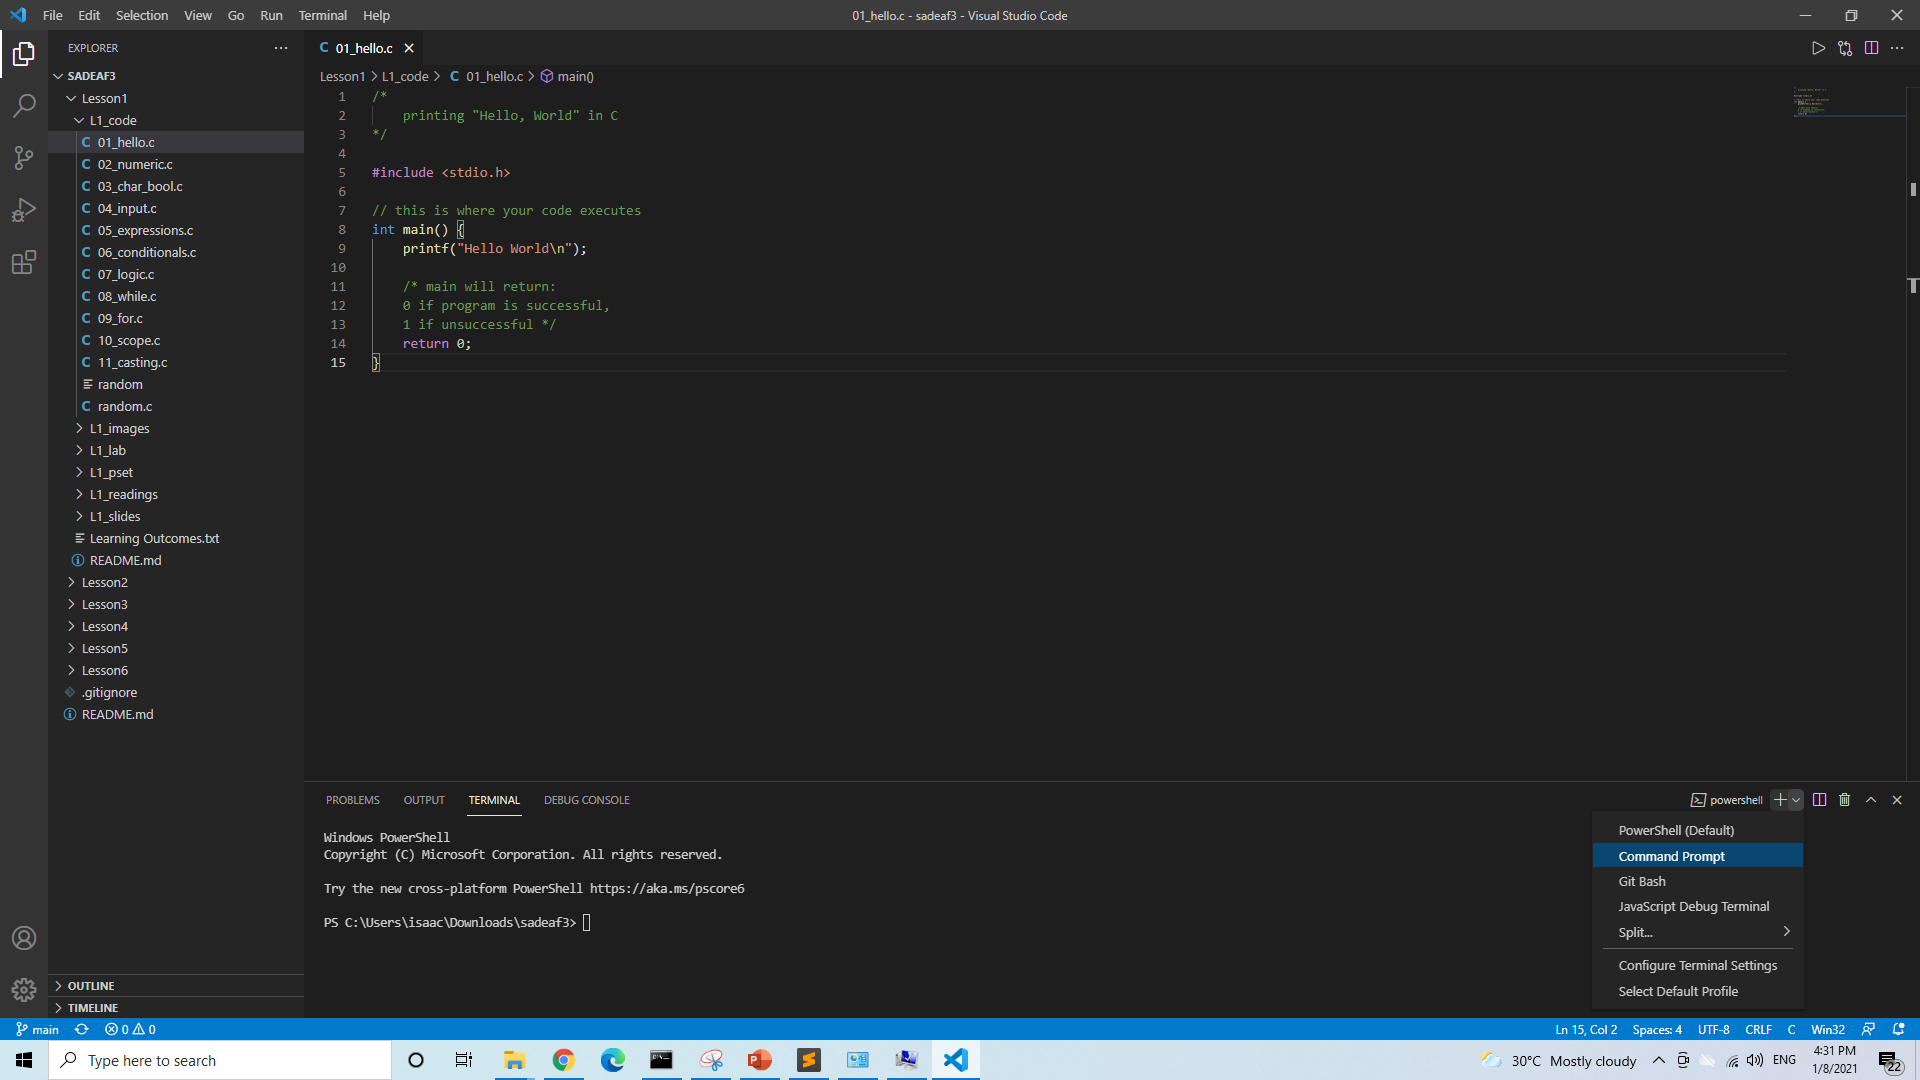 File Edit Selection View Go Run Terminal Help
01_hello.c - sadeaf3 - Visual Studio Code
EXPLORER
SADEAF3
Lesson1
L1_code
01_hello.c
02_numeric.c
03_char_bool.c
04_input.c
05_expressions.c
06_conditionals.c
07_logic.c
08_while.c
09_for.c
10_scope.c
11_casting.c
random
random.c
L1_images
L1_lab
L1_pset
L1_readings
L1_slides
Learning Outcomes.txt
README.md
Lesson2
Lesson3
Lesson4
Lesson5
Lesson6
.gitignore
README.md
OUTLINE
TIMELINE
C 01_hello.c
Lesson1 > L1_code > C 01_hello.c > main()
1 /*
2 printing "Hello, World" in C
3 */
4
5 #include <stdio.h>
6
7 // this is where your code executes
8 int main() {
9 printf("Hello World\n");
10
11 /* main will return:
12 0 if program is successful,
13 1 if unsuccessful */
14 return 0;
15 }
PROBLEMS OUTPUT TERMINAL DEBUG CONSOLE
powershell
Windows PowerShell
Copyright (C) Microsoft Corporation. All rights reserved.
Try the new cross-platform PowerShell https://aka.ms/pscore6
PS C:\Users\isaac\Downloads\sadeaf3>
PowerShell (Default)
Command Prompt
Git Bash
JavaScript Debug Terminal
Split...
Configure Terminal Settings
Select Default Profile
main 0 0
Ln 15, Col 2 Spaces: 4 UTF-8 CRLF C Win32
Type here to search
30°C Mostly cloudy
ENG
4:31 PM
1/8/2021
22